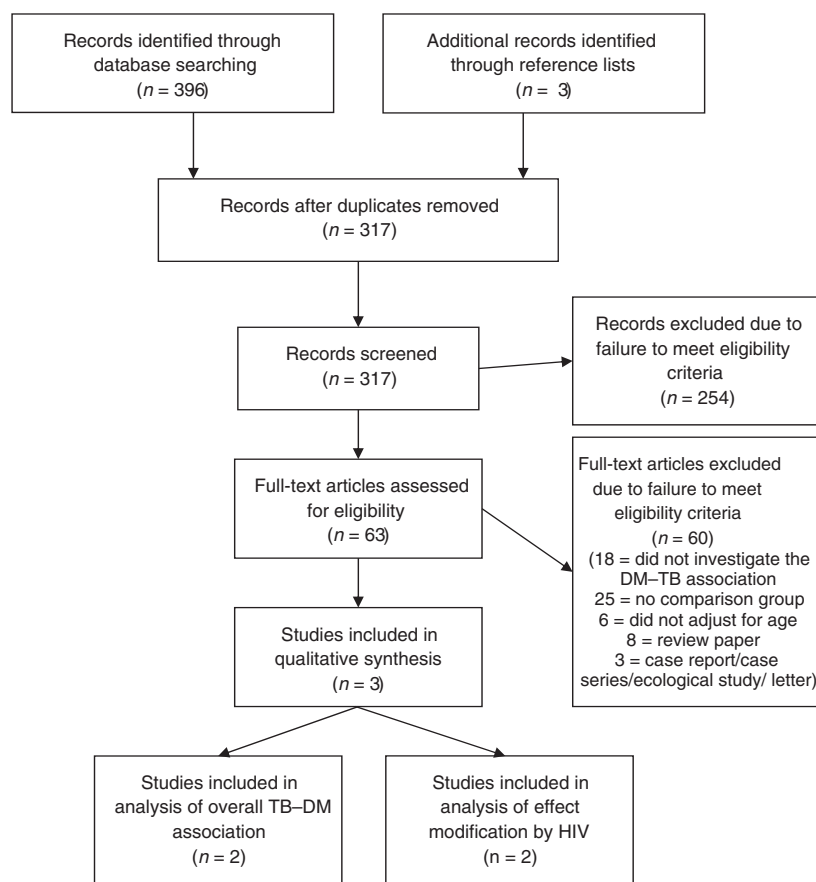 Records identified through
database searching
(n = 396)
Additional records identified
through reference lists
(n = 3)
Records after duplicates removed
(n = 317)
Records screened
(n = 317)
Records excluded due to
failure to meet eligibility
criteria
(n = 254)
Full-text articles assessed
for eligibility
(n = 63)
Full-text articles excluded
due to failure to meet
eligibility criteria
(n = 60)
(18 = did not investigate the
DM–TB association
25 = no comparison group
6 = did not adjust for age
8 = review paper
3 = case report/case
series/ecological study/ letter)
Studies included in
qualitative synthesis
(n = 3)
Studies included in
analysis of overall TB–DM
association
(n = 2)
Studies included in
analysis of effect
modification by HIV
(n = 2)